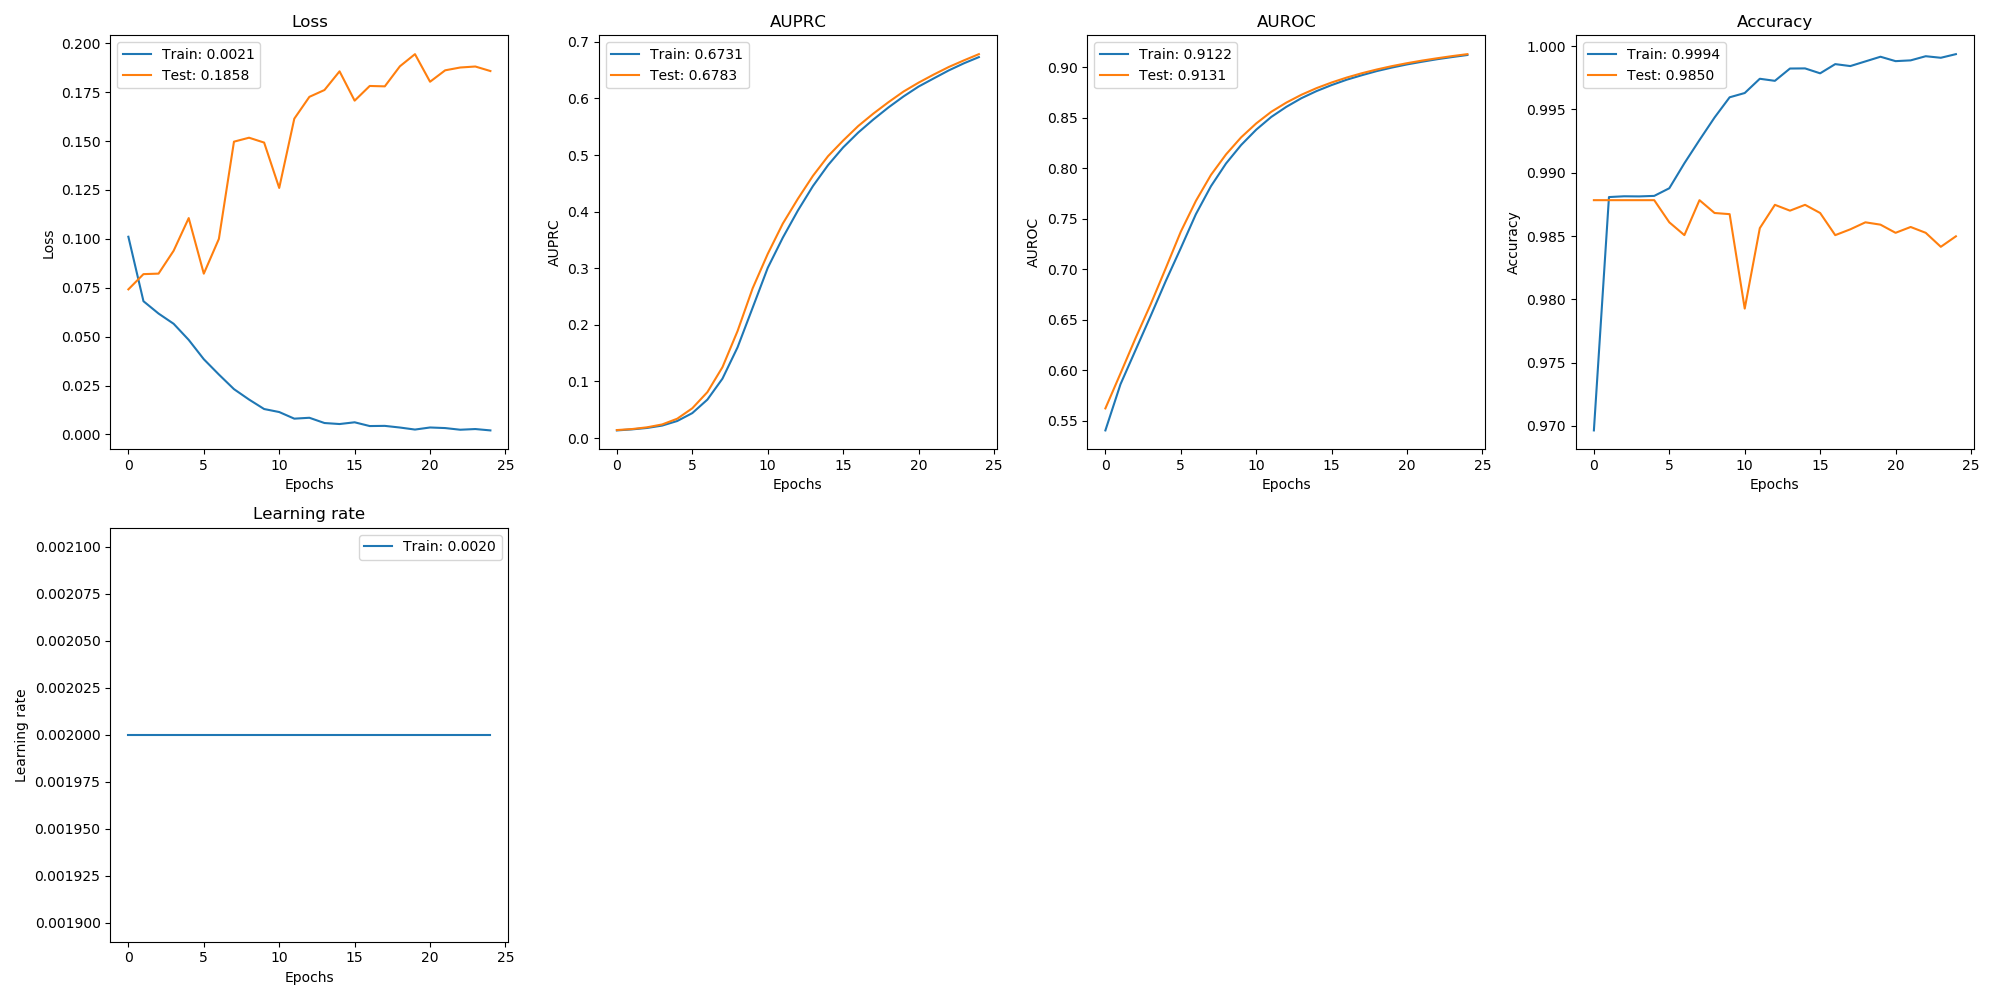 Loss
Train: 0.0021
Test: 0.1858
0.200
0.175
0.150
0.125
0.100
0.075
0.050
0.025
0.000
Loss
0 5 10 15 20 25
Epochs
AUPRC
Train: 0.6731
Test: 0.6783
0.7
0.6
0.5
0.4
0.3
0.2
0.1
0.0
AUPRC
0 5 10 15 20 25
Epochs
AUROC
Train: 0.9122
Test: 0.9131
0.90
0.85
0.80
0.75
0.70
0.65
0.60
0.55
AUROC
0 5 10 15 20 25
Epochs
Accuracy
Train: 0.9994
Test: 0.9850
1.000
0.995
0.990
0.985
0.980
0.975
0.970
Accuracy
0 5 10 15 20 25
Epochs
Learning rate
Train: 0.0020
0.002100
0.002075
0.002050
0.002025
0.002000
0.001975
0.001950
0.001925
0.001900
Learning rate
0 5 10 15 20 25
Epochs